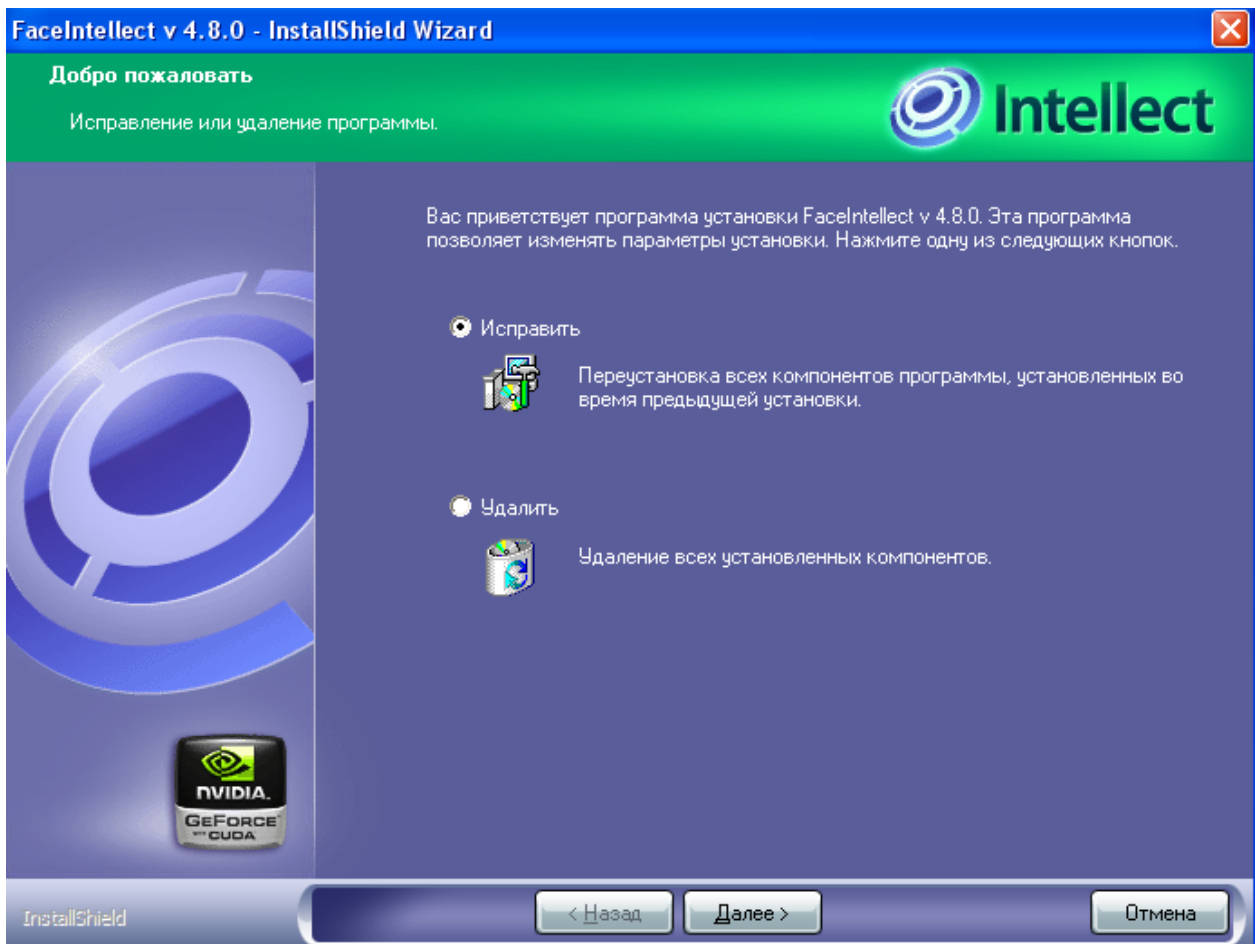 FaceIntellect v 4.8.0 - InstallShield Wizard
Добро пожаловать
Исправление или удаление программы.
Intellect
Вас приветствует программа установки FaceIntellect v 4.8.0. Эта программа
позволяет изменять параметры установки. Нажмите одну из следующих кнопок.
Исправить
Переустановка всех компонентов программы, установленных во
время предыдущей установки.
Удалить
Удаление всех установленных компонентов.
NVIDIA.
GEFORCE
WITH CUDA
InstallShield
< Назад
Далее >
Отмена